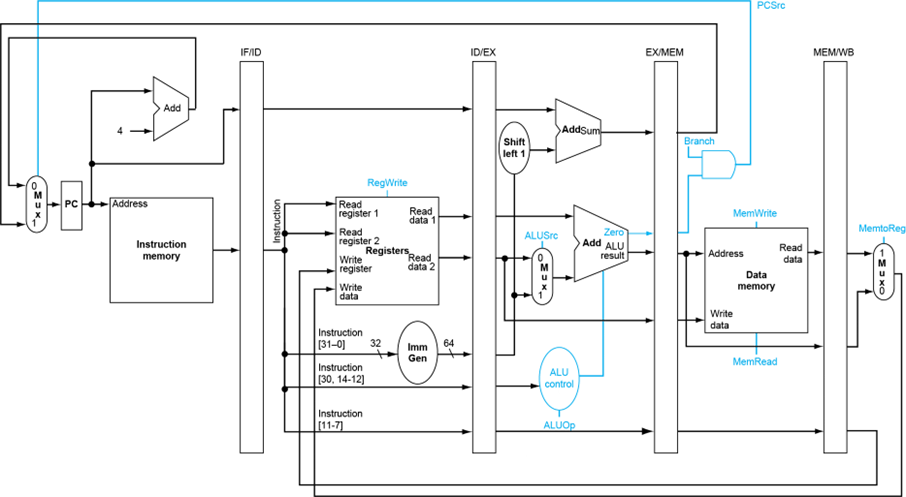 PCSrc
IF/ID
ID/EX
EX/MEM
MEM/WB
Add
4
Add Sum
Shift
left 1
Branch
0
M
u
x
1
PC
Address
Instruction
memory
Instruction
RegWrite
Read
register 1
Read
register 2
Write
register
Write
data
Registers
Read
data 1
Read
data 2
ALUSrc
0
M
u
x
1
Add
Zero
ALU
result
MemWrite
Address
Read
data
Data
memory
Write
data
MemRead
MemtoReg
1
M
u
x
0
Instruction
[31–0]
32
Imm
Gen
64
Instruction
[30, 14-12]
ALU
control
ALUOp
Instruction
[11-7]